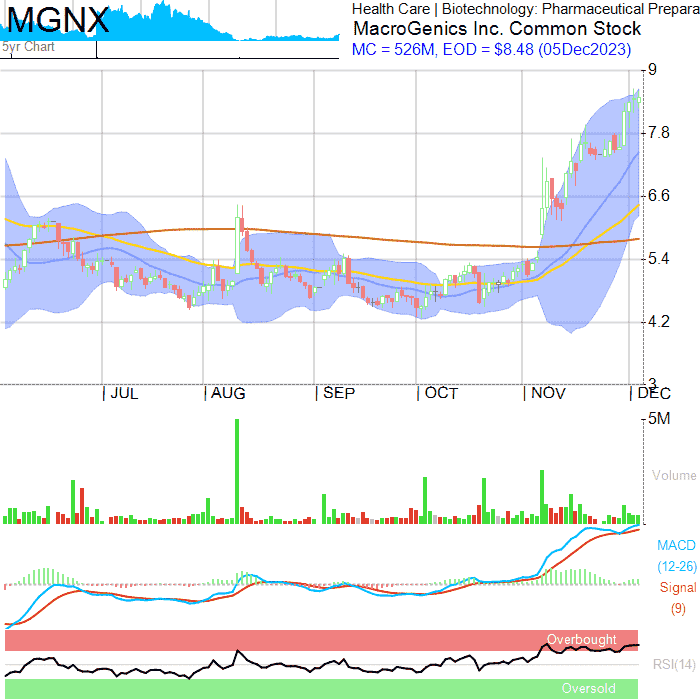 MGNX
5yr Chart
Health Care | Biotechnology: Pharmaceutical Prepara
MacroGenics Inc. Common Stock
MC = 526M, EOD = $8.48 (05Dec2023)
9
7.8
6.6
5.4
4.2
3
| JUL | AUG | SEP | OCT | NOV | DEC
5M
Volume
MACD
(12-26)
Signal
(9)
Overbought
RSI(14)
Oversold